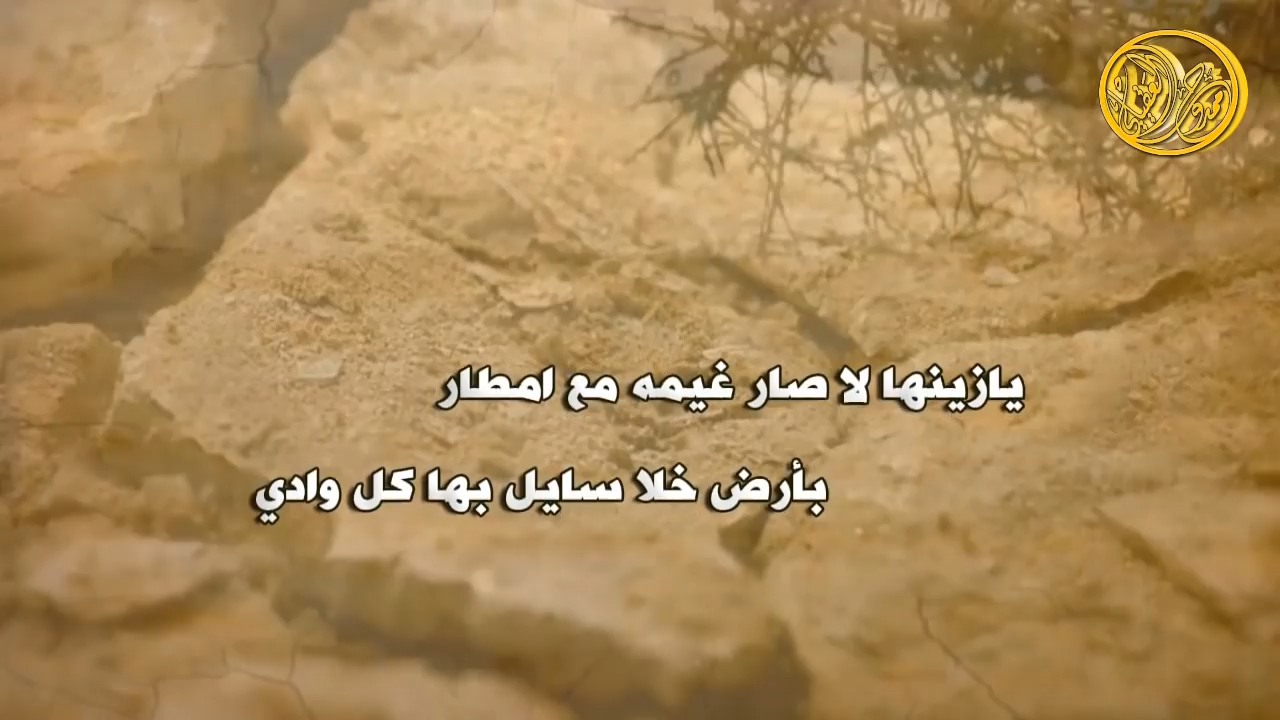 يازينها لا صار غيمه مع امطار
بأرض خلا سايل بها كل وادي